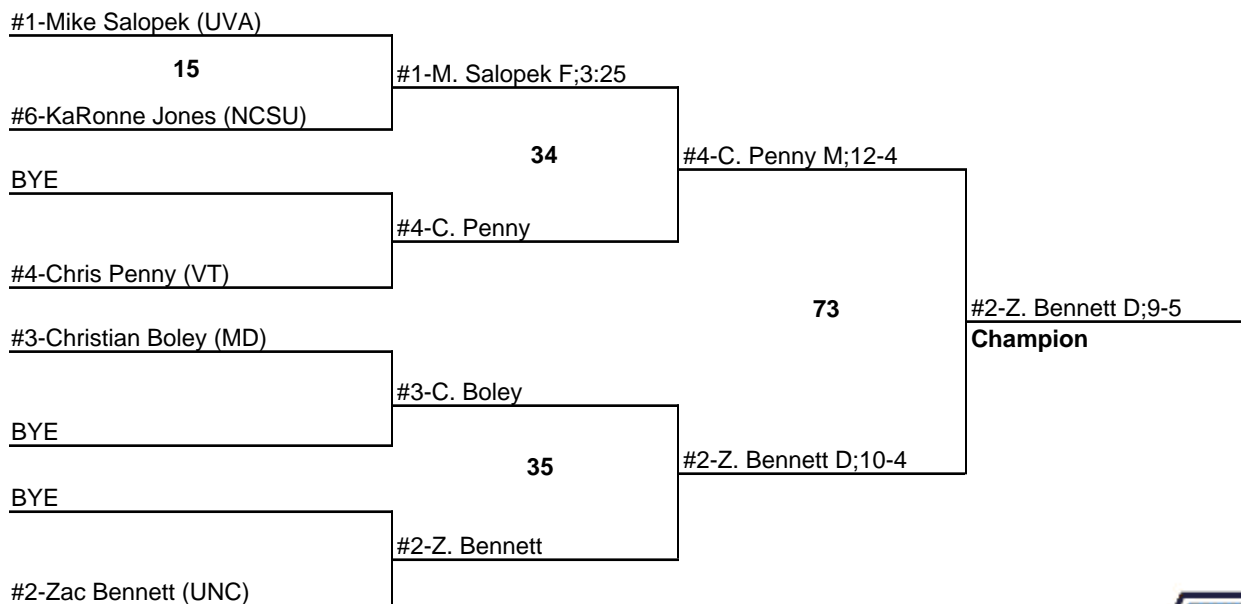 #1-Mike Salopek (UVA)
15
#1-M. Salopek F;3:25
#6-KaRonne Jones (NCSU)
34
#4-C. Penny M;12-4
BYE
#4-C. Penny
#4-Chris Penny (VT)
73
#2-Z. Bennett D;9-5
Champion
#3-Christian Boley (MD)
#3-C. Boley
BYE
35
#2-Z. Bennett D;10-4
BYE
#2-Z. Bennett
#2-Zac Bennett (UNC)